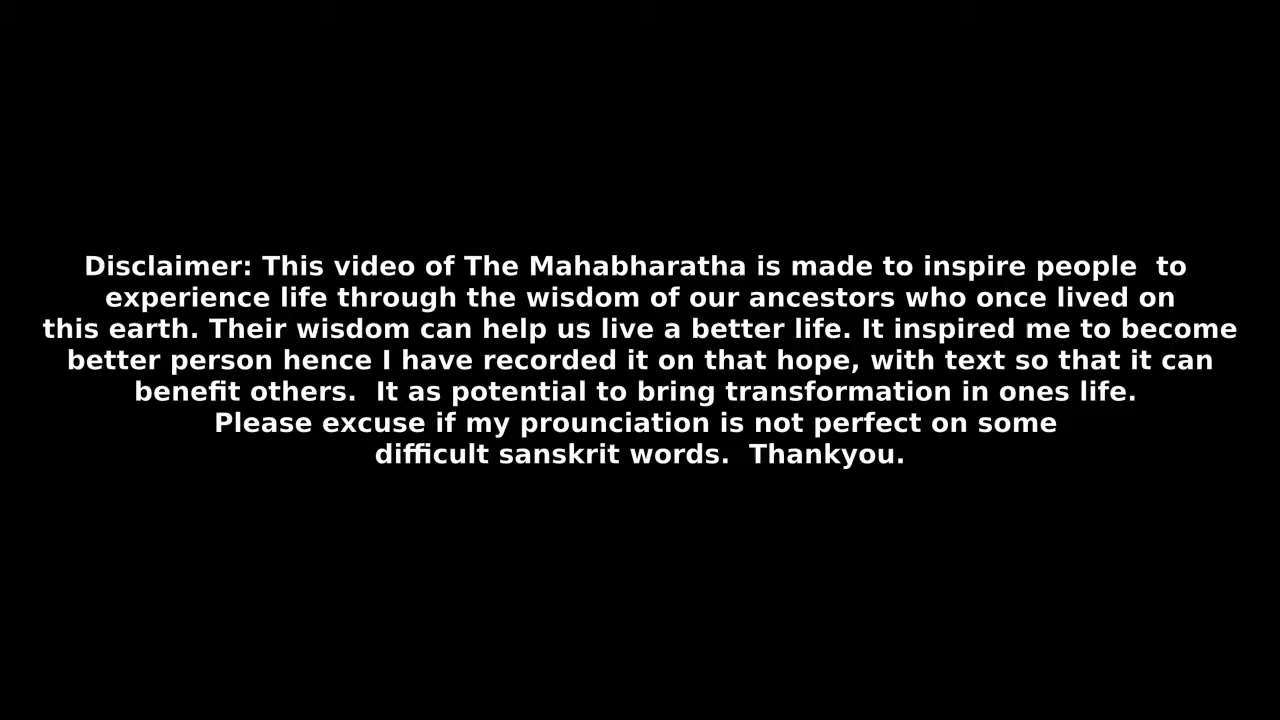 Disclaimer: This video of The Mahabharatha is made to inspire people  to
experience life through the wisdom of our ancestors who once lived on
this earth. Their wisdom can help us live a better life. It inspired me to become
better person hence I have recorded it on that hope, with text so that it can
benefit others.  It as potential to bring transformation in ones life.
Please excuse if my prounciation is not perfect on some
difficult sanskrit words.  Thankyou.